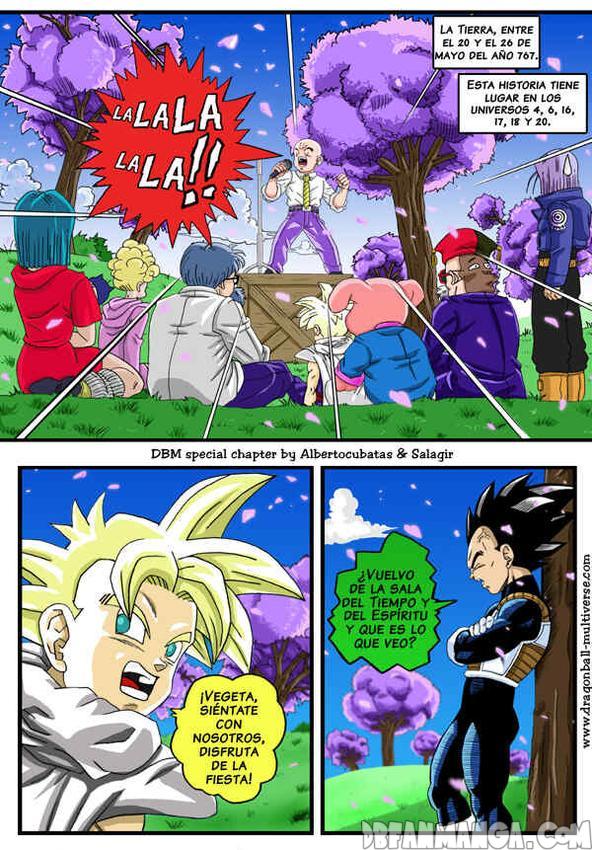 LA TIERRA, ENTRE
EL 20 Y EL 26 DE
MAYO DEL AÑO 767.
ESTA HISTORIA TIENE
LUGAR EN LOS
UNIVERSOS 4, 6, 16,
17, 18 Y 20.
LA LA LA LA
LA LA!!
DBM special chapter by Albertocubatas & Salagir
¡VEGETA,
SIÉNTATE
CON
NOSOTROS,
DISFRUTA
DE LA
FIESTA!
¿VUELVO DE
LA SALA
DEL TIEMPO Y
DEL ESPÍRITU
Y QUE ES LO
QUE VEO?
www.dragonball-multiverse.com
DBFANMANGA.COM